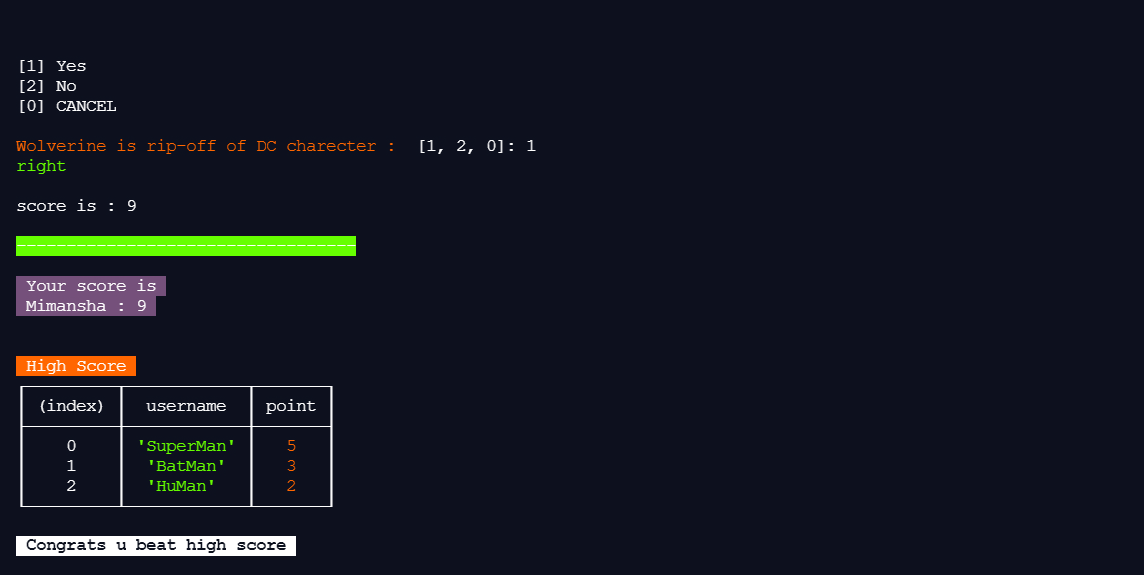 [1] Yes
[2] No
[0] CANCEL
Wolverine is rip-off of DC charecter :  [1, 2, 0]: 1
right
score is : 9
----------------------------------
Your score is
Mimansha : 9
High Score
(index) username point
0 'SuperMan' 5
1 'BatMan' 3
2 'HuMan' 2
Congrats u beat high score